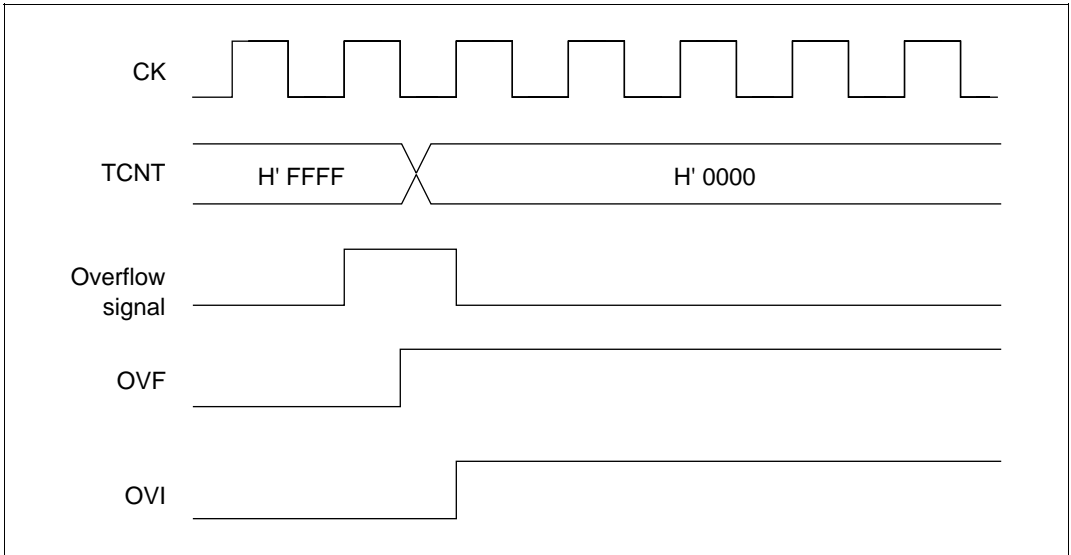 CK
TCNT
H' FFFF
H' 0000
Overflow
signal
OVF
OVI